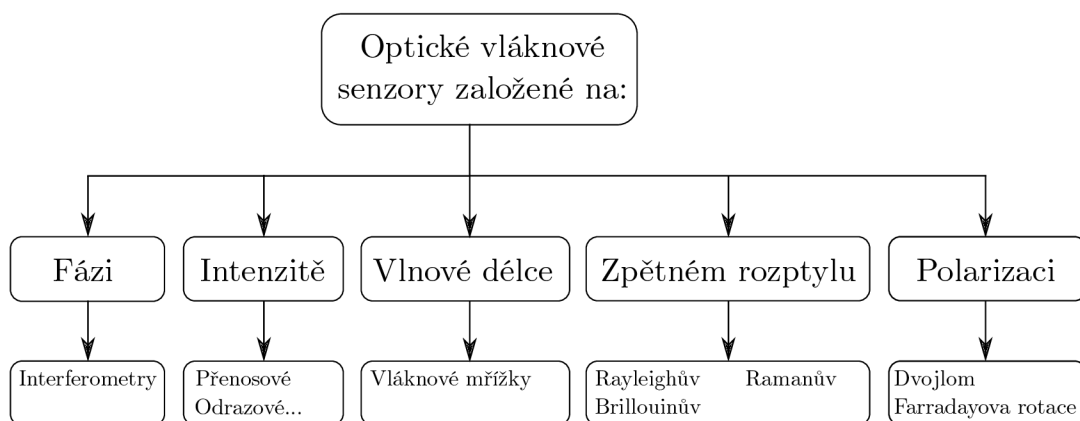 Optické vláknové
senzory založené na:
Fázi
Intenzitě
Vlnové délce
Zpětném rozptylu
Polarizaci
Interferometry
Přenosové
Odrazové...
Vláknové mřížky
Rayleighův Ramanův
Brillouinův
Dvojlom
Farradayova rotace